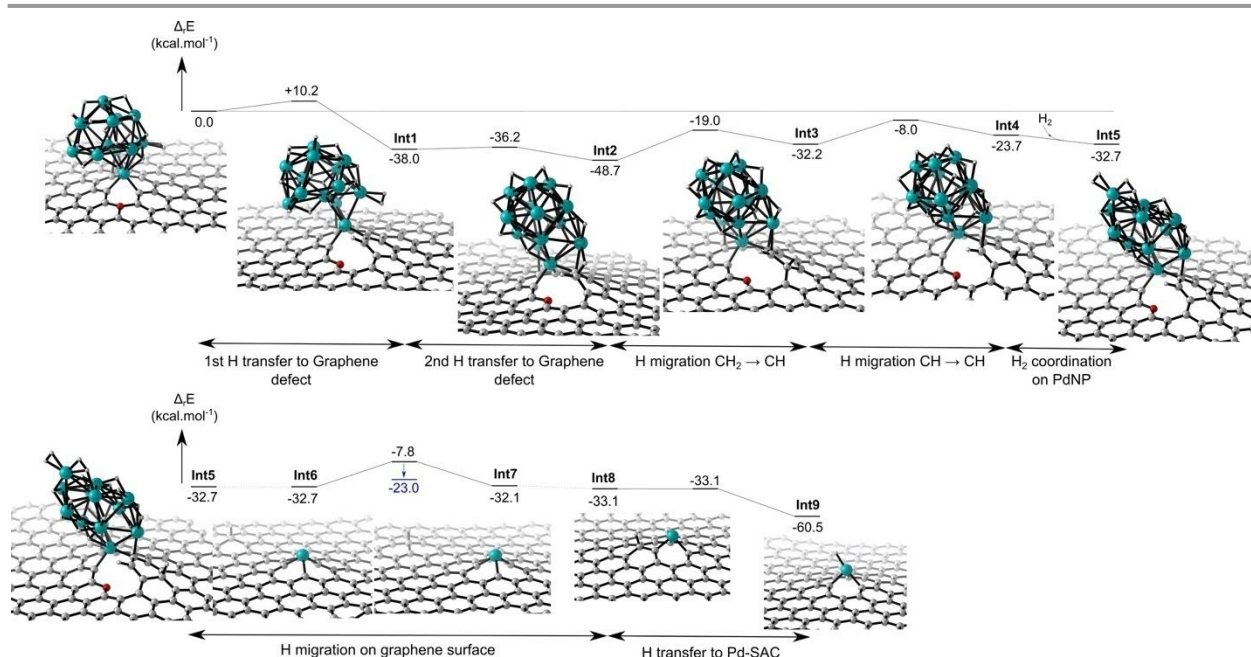 ΔᵣE
(kcal.mol⁻¹)
0.0
+10.2
Int1
-38.0
-36.2
Int2
-48.7
-19.0
Int3
-32.2
-8.0
Int4
-23.7
H₂
Int5
-32.7
1st H transfer to Graphene
defect
2nd H transfer to Graphene
defect
H migration CH₂ → CH
H migration CH → CH
H₂ coordination
on PdNP
ΔᵣE
(kcal.mol⁻¹)
Int5
-32.7
Int6
-32.7
-7.8
-23.0
Int7
-32.1
Int8
-33.1
-33.1
Int9
-60.5
H migration on graphene surface
H transfer to Pd-SAC